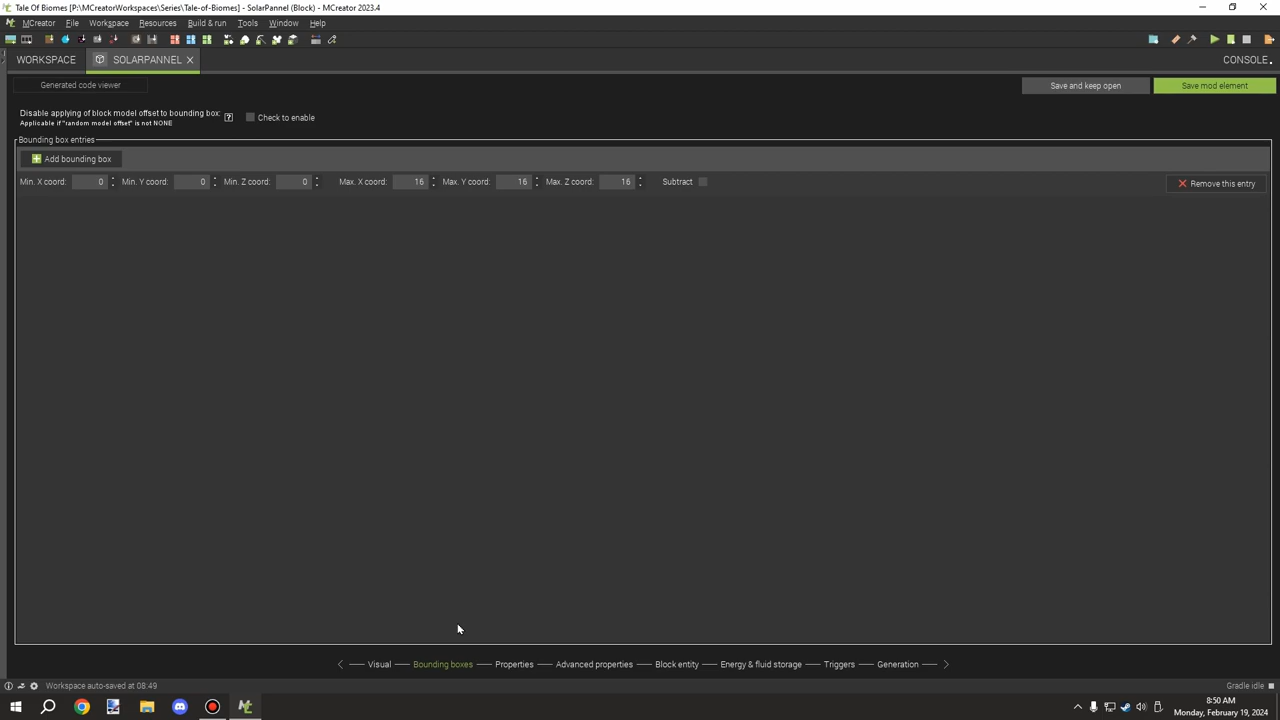 Tale Of Biomes [P:\MCreatorWorkspaces\Series\Tale-of-Biomes] - SolarPannel (Block) - MCreator 2023.4
MCreator File Workspace Resources Build & run Tools Window Help
WORKSPACE SOLARPANNEL CONSOLE
Generated code viewer Save and keep open Save mod element
Disable applying of block model offset to bounding box: ? Check to enable
Applicable if "random model offset" is not NONE
Bounding box entries
Add bounding box
Min. X coord: 0 Min. Y coord: 0 Min. Z coord: 0 Max. X coord: 16 Max. Y coord: 16 Max. Z coord: 16 Subtract Remove this entry
Visual Bounding boxes Properties Advanced properties Block entity Energy & fluid storage Triggers Generation
Workspace auto-saved at 08:49 Gradle idle
8:50 AM
Monday, February 19, 2024